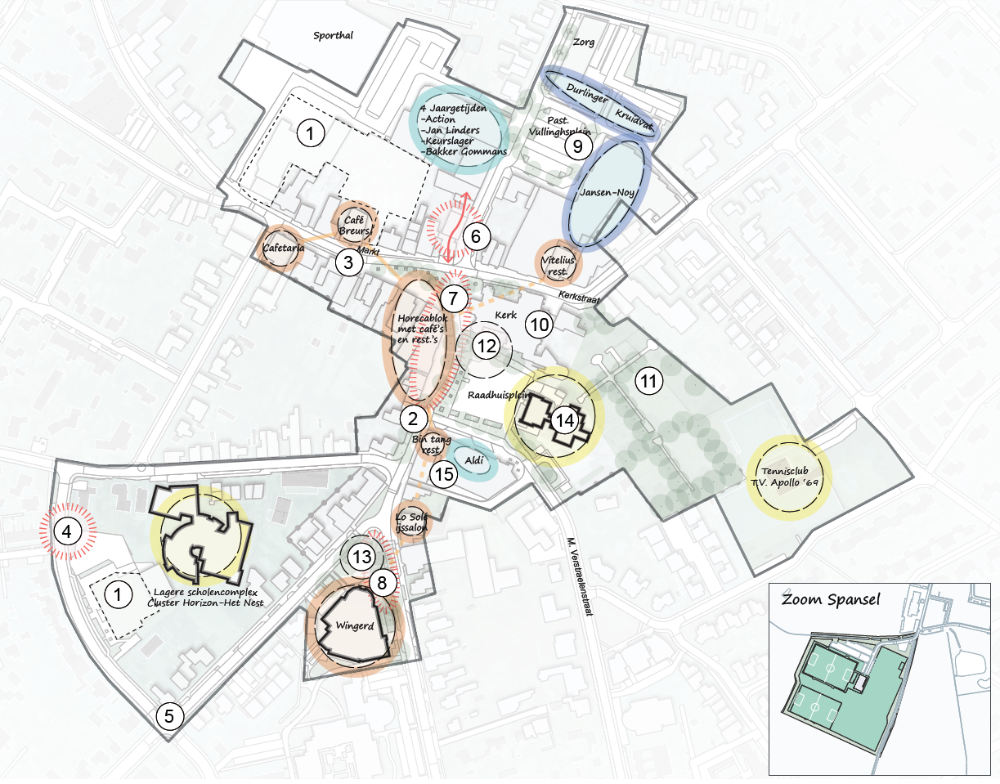 Sporthal
Zorg
Durlinger
Kruidvat
4 Jaargetijden
-Action
-Jan Linders
-Keurslager
-Bakker Gommans
Past.
Vullinghsplein
1
9
Jansen-Noy
Café
Breurs
6
Cafetaria
Markt
3
Vitelius
rest.
7
Kerkstraat
Horecablok
met café's
en rest.'s
Kerk
10
12
11
Raadhuisplein
2
14
Bin tang
rest
Aldi
15
Tennisclub
T.V. Apollo '69
Lo Solé
ijssalon
4
13
M. Verstraelenstraat
8
1
Lagere scholencomplex
Cluster Horizon-Het Nest
Wingerd
Zoom Spansel
5